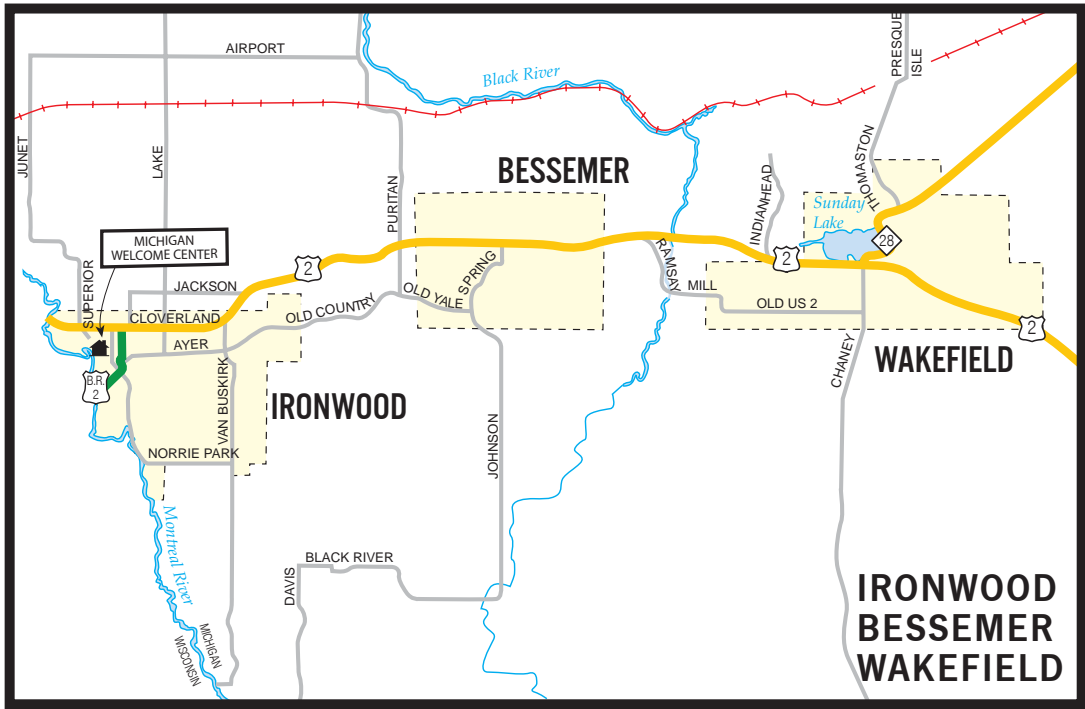 AIRPORT
PRESQUE
ISLE
Black River
JUNET
LAKE
PURITAN
BESSEMER
INDIANHEAD
THOMASTON
Sunday
Lake
28
MICHIGAN
WELCOME CENTER
2
RAMSAY
2
SUPERIOR
JACKSON
SPRING
MILL
CLOVERLAND
OLD COUNTRY
OLD YALE
OLD US 2
2
AYER
B.R.
2
VAN BUSKIRK
IRONWOOD
CHANEY
WAKEFIELD
NORRIE PARK
JOHNSON
Montreal River
DAVIS
BLACK RIVER
MICHIGAN
WISCONSIN
IRONWOOD
BESSEMER
WAKEFIELD